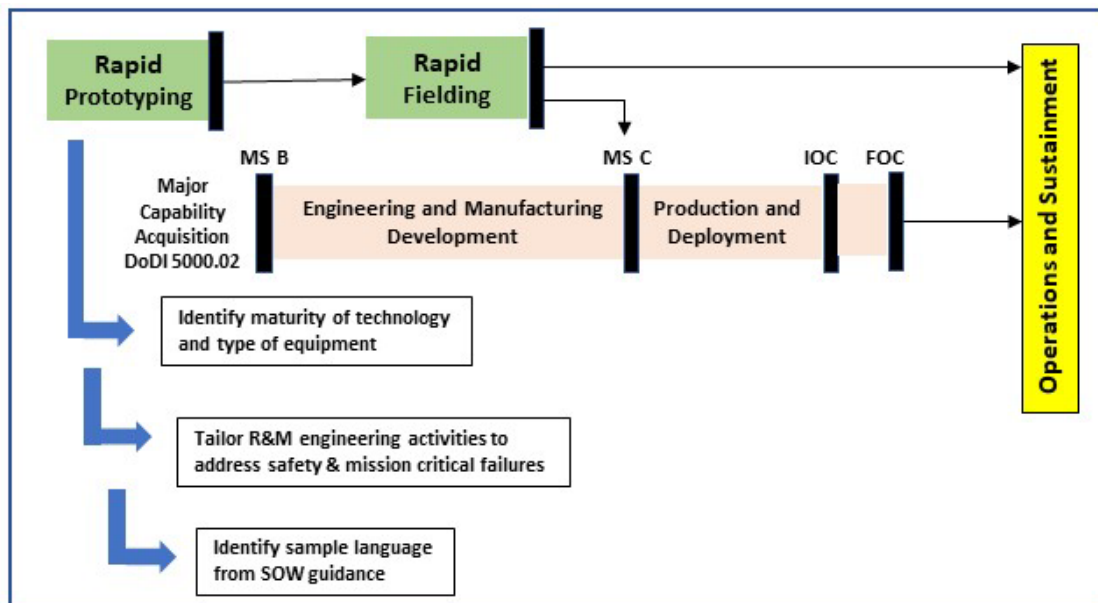 Rapid
Prototyping
Rapid
Fielding
MS B
MS C
IOC
FOC
Major
Capability
Acquisition
DoDI 5000.02
Engineering and Manufacturing
Development
Production and
Deployment
Operations and Sustainment
Identify maturity of technology
and type of equipment
Tailor R&M engineering activities to
address safety & mission critical failures
Identify sample language
from SOW guidance